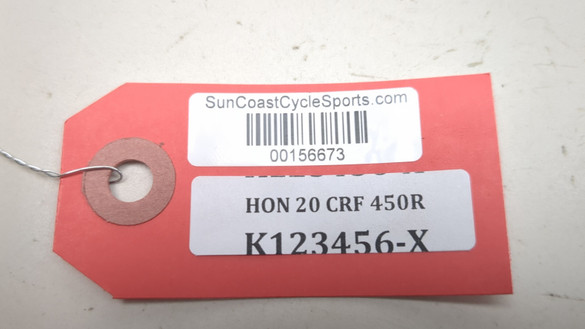 SunCoastCycleSports.com
00156673
HON 20 CRF 450R
K123456-X